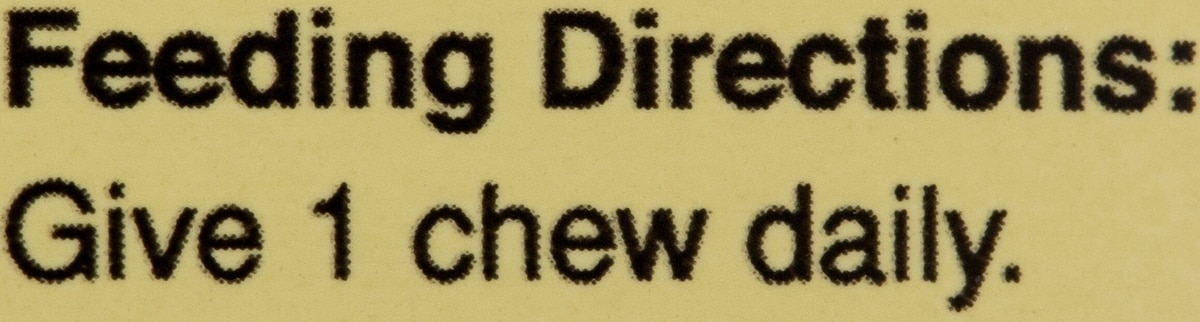 Feeding Directions:
Give 1 chew daily.